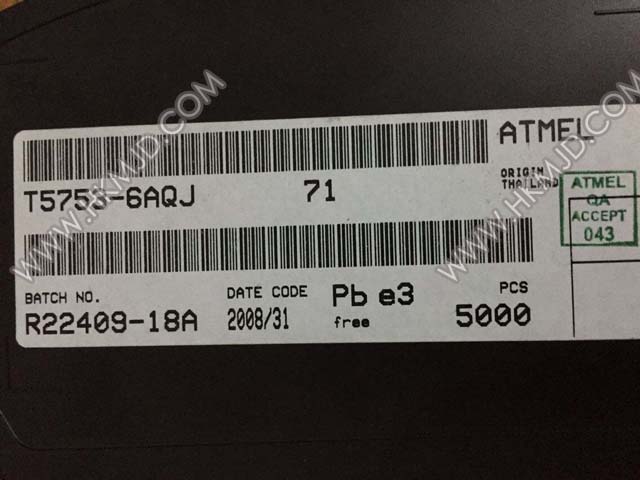 ATMEL
T5753-6AQJ 71
ORIGIN
THAILAND
ATMEL
QA
ACCEPT
043
BATCH NO. DATE CODE Pb e3 PCS
R22409-18A 2008/31 free 5000
WWW.HKMJD.COM
WWW.HKMJD.COM